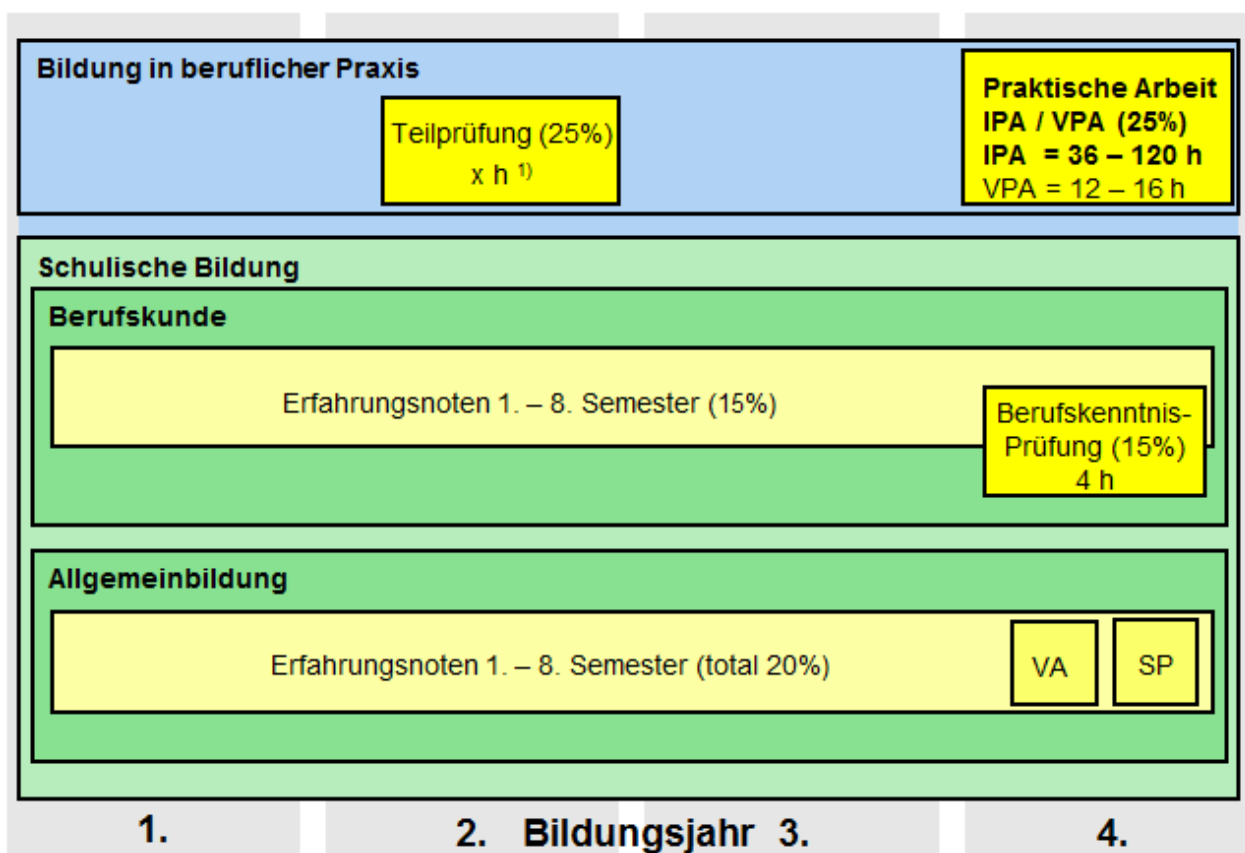 Bildung in beruflicher Praxis
Teilprüfung (25%)
x h ¹⁾
Praktische Arbeit
IPA / VPA (25%)
IPA = 36 – 120 h
VPA = 12 – 16 h
Schulische Bildung
Berufskunde
Erfahrungsnoten 1. – 8. Semester (15%)
Berufskenntnis-
Prüfung (15%)
4 h
Allgemeinbildung
Erfahrungsnoten 1. – 8. Semester (total 20%)
VA
SP
1. 2. Bildungsjahr 3. 4.